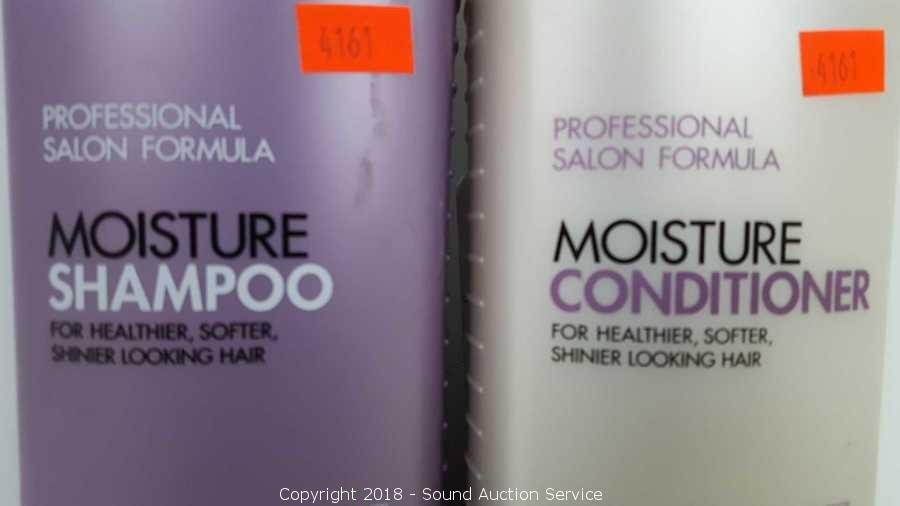 4161
PROFESSIONAL
SALON FORMULA
MOISTURE
SHAMPOO
FOR HEALTHIER, SOFTER,
SHINIER LOOKING HAIR
4161
PROFESSIONAL
SALON FORMULA
MOISTURE
CONDITIONER
FOR HEALTHIER, SOFTER,
SHINIER LOOKING HAIR
Copyright 2018 - Sound Auction Service